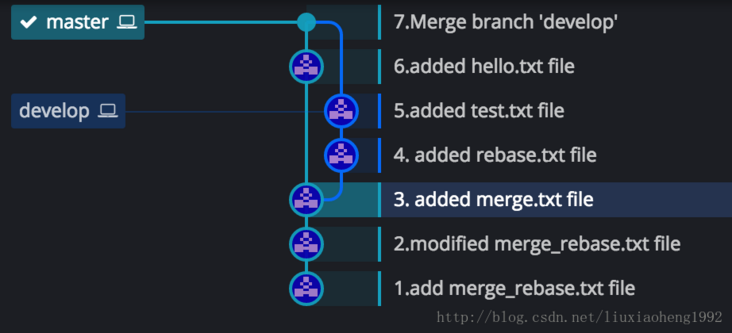 master 7.Merge branch 'develop'
6.added hello.txt file
develop 5.added test.txt file
4. added rebase.txt file
3. added merge.txt file
2.modified merge_rebase.txt file
1.add merge_rebase.txt file
http://blog.csdn.net/liuxiaoheng1992